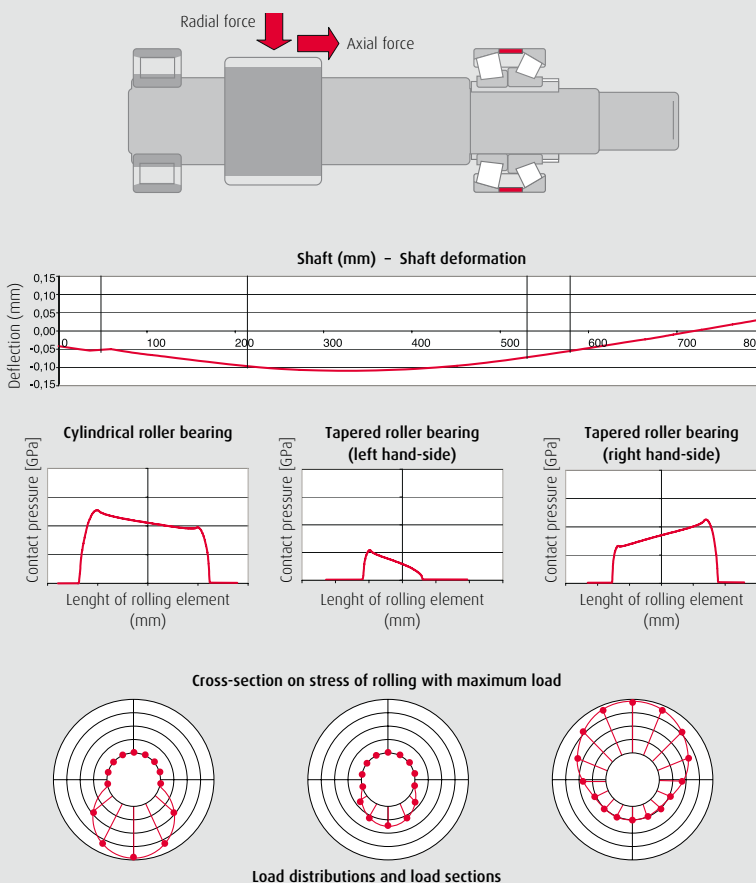 Radial force
Axial force
Shaft (mm) – Shaft deformation
Deflection (mm)
0,15
0,10
0,05
0,00
-0,05
-0,10
-0,15
0 100 200 300 400 500 600 700 800
Cylindrical roller bearing
Contact pressure [GPa]
Lenght of rolling element
(mm)
Tapered roller bearing
(left hand-side)
Contact pressure [GPa]
Lenght of rolling element
(mm)
Tapered roller bearing
(right hand-side)
Contact pressure [GPa]
Lenght of rolling element
(mm)
Cross-section on stress of rolling with maximum load
Load distributions and load sections